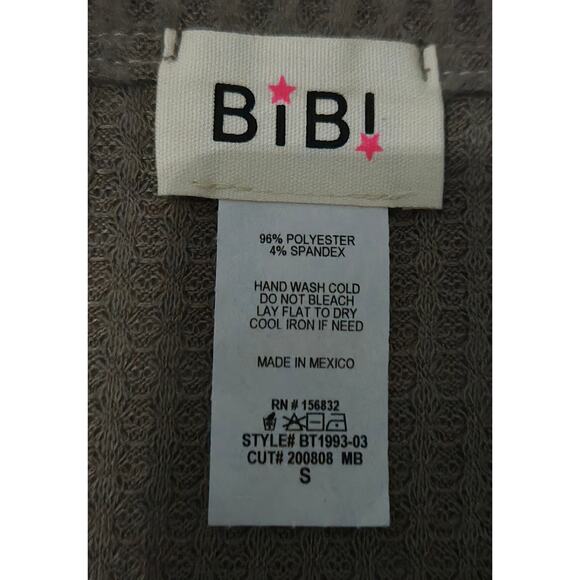 BiB!
96% POLYESTER
4% SPANDEX
HAND WASH COLD
DO NOT BLEACH
LAY FLAT TO DRY
COOL IRON IF NEED
MADE IN MEXICO
RN # 156832
STYLE# BT1993-03
CUT# 200808 MB
S